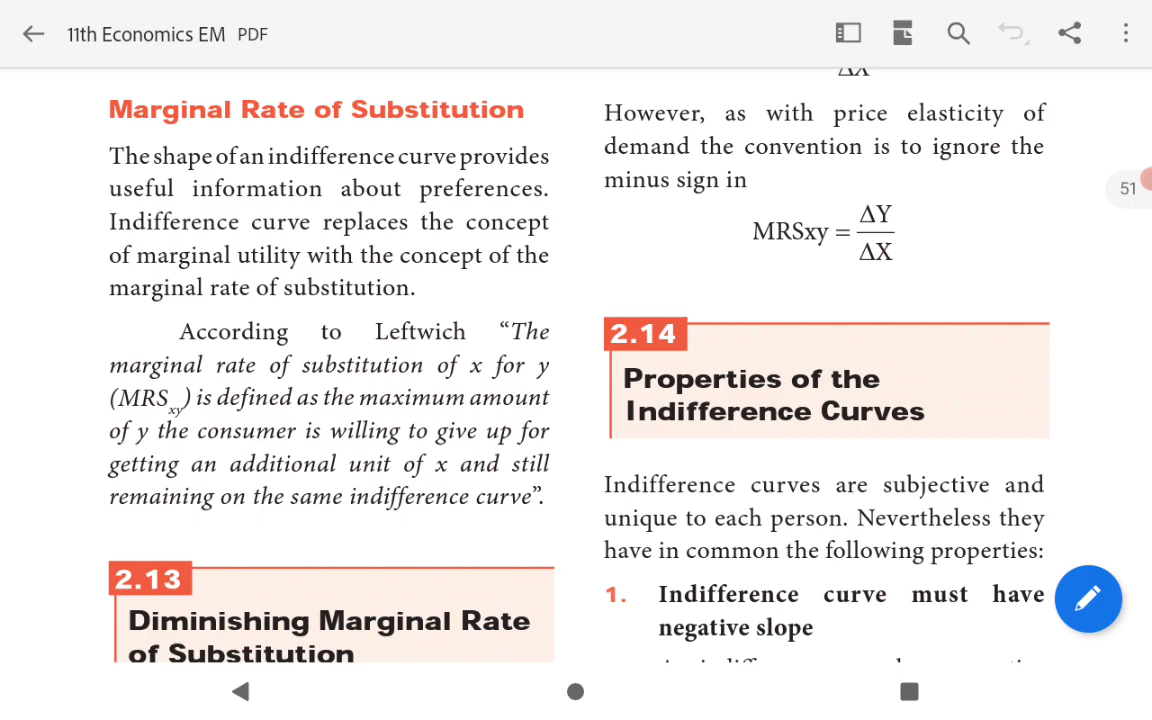 11th Economics EM PDF
Marginal Rate of Substitution
The shape of an indifference curve provides
useful information about preferences.
Indifference curve replaces the concept
of marginal utility with the concept of the
marginal rate of substitution.
According to Leftwich “The
marginal rate of substitution of x for y
(MRSxy) is defined as the maximum amount
of y the consumer is willing to give up for
getting an additional unit of x and still
remaining on the same indifference curve”.
2.13
Diminishing Marginal Rate
of Substitution
ΔX
However, as with price elasticity of
demand the convention is to ignore the
minus sign in
MRSxy = ΔY
ΔX
2.14
Properties of the
Indifference Curves
Indifference curves are subjective and
unique to each person. Nevertheless they
have in common the following properties:
1. Indifference curve must have
negative slope
51